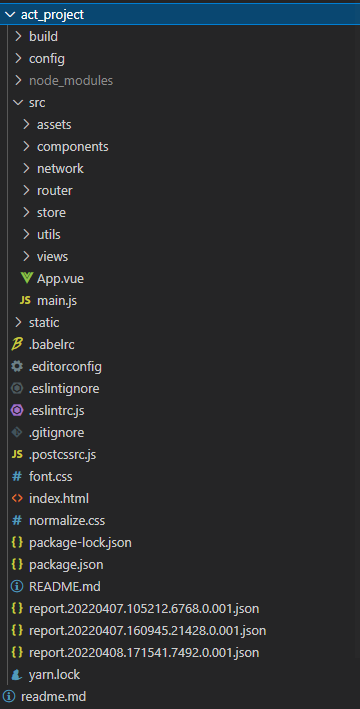 act_project
build
config
node_modules
src
assets
components
network
router
store
utils
views
App.vue
JS main.js
static
.babelrc
.editorconfig
.eslintignore
.eslintrc.js
.gitignore
JS .postcssrc.js
# font.css
<> index.html
# normalize.css
{} package-lock.json
{} package.json
README.md
{} report.20220407.105212.6768.0.001.json
{} report.20220407.160945.21428.0.001.json
{} report.20220408.171541.7492.0.001.json
yarn.lock
readme.md